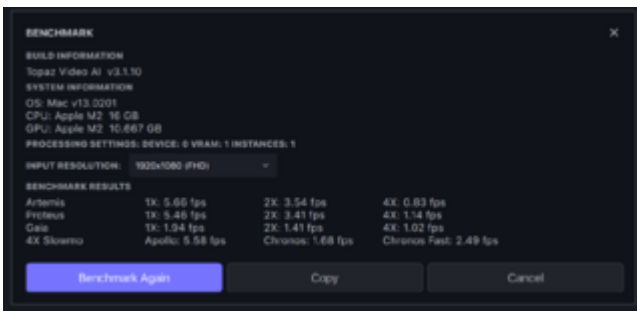 BENCHMARK
BUILD INFORMATION
Topaz Video AI v3.1.10
SYSTEM INFORMATION
OS: Mac v13.0201
CPU: Apple M2 16 GB
GPU: Apple M2 10.667 GB
PROCESSING SETTINGS: DEVICE: 0 VRAM: 1 INSTANCES: 1
INPUT RESOLUTION: 1920x1080 (FHD)
BENCHMARK RESULTS
Artemis 1X: 5.66 fps 2X: 3.54 fps 4X: 0.83 fps
Proteus 1X: 5.46 fps 2X: 3.41 fps 4X: 1.14 fps
Gaia 1X: 1.94 fps 2X: 1.41 fps 4X: 1.02 fps
4X Slowmo Apollo: 5.58 fps Chronos: 1.68 fps Chronos Fast: 2.49 fps
Benchmark Again Copy Cancel